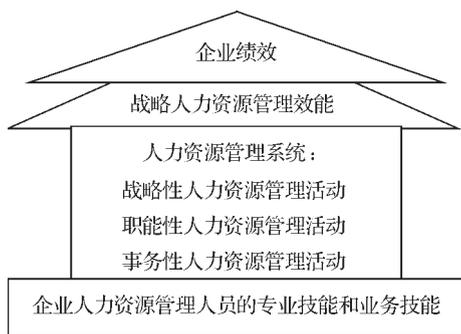 企业绩效
战略人力资源管理效能
人力资源管理系统：
战略性人力资源管理活动
职能性人力资源管理活动
事务性人力资源管理活动
企业人力资源管理人员的专业技能和业务技能